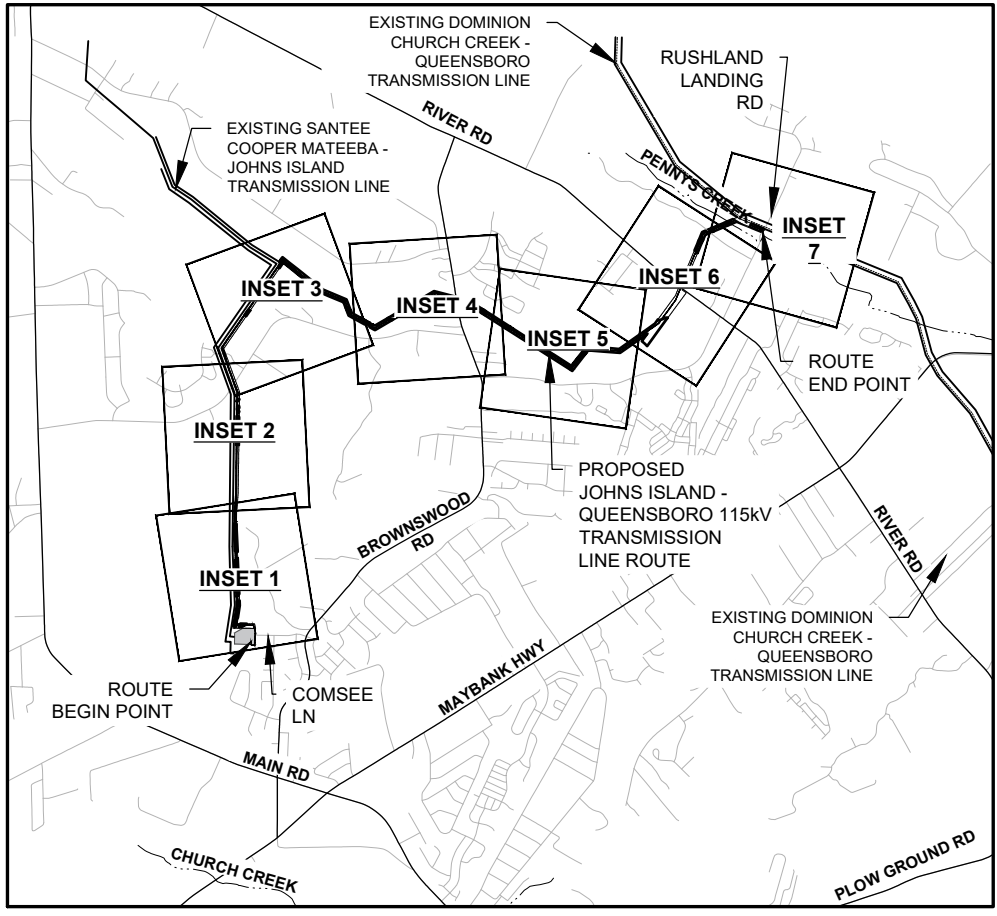 EXISTING DOMINION
CHURCH CREEK -
QUEENSBORO
TRANSMISSION LINE
RUSHLAND
LANDING
RD
RIVER RD
EXISTING SANTEE
COOPER MATEEBA -
JOHNS ISLAND
TRANSMISSION LINE
PENNYS CREEK
INSET
7
INSET 6
INSET 3
INSET 4
INSET 5
ROUTE
END POINT
INSET 2
PROPOSED
JOHNS ISLAND -
QUEENSBORO 115kV
TRANSMISSION
LINE ROUTE
BROWNSWOOD
RD
RIVER RD
INSET 1
EXISTING DOMINION
CHURCH CREEK -
QUEENSBORO
TRANSMISSION LINE
ROUTE
BEGIN POINT
COMSEE
LN
MAYBANK HWY
MAIN RD
CHURCH CREEK
PLOW GROUND RD